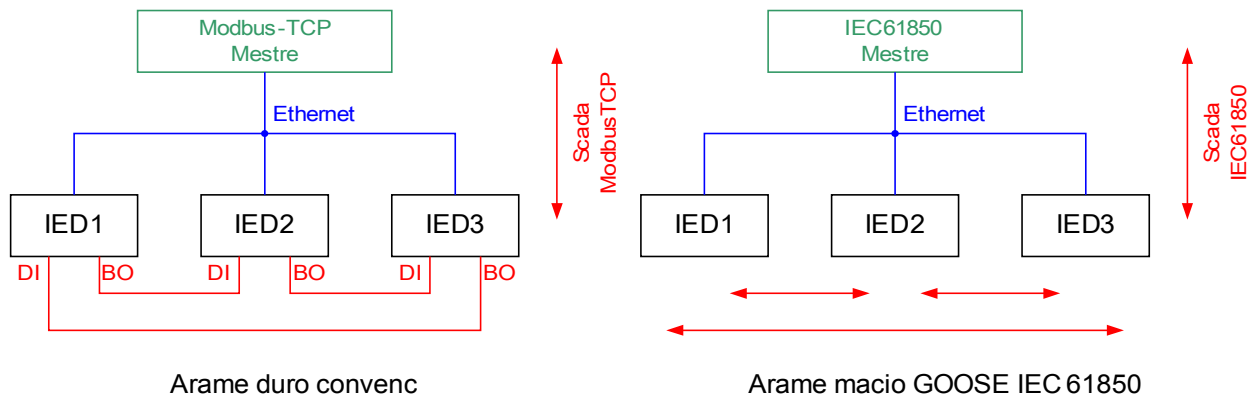 Modbus-TCP
Mestre
Ethernet
Scada
ModbusTCP
IED1
IED2
IED3
DI
BO
DI
BO
DI
BO
Arame duro convenc
IEC61850
Mestre
Ethernet
Scada
IEC61850
IED1
IED2
IED3
Arame macio GOOSE IEC 61850